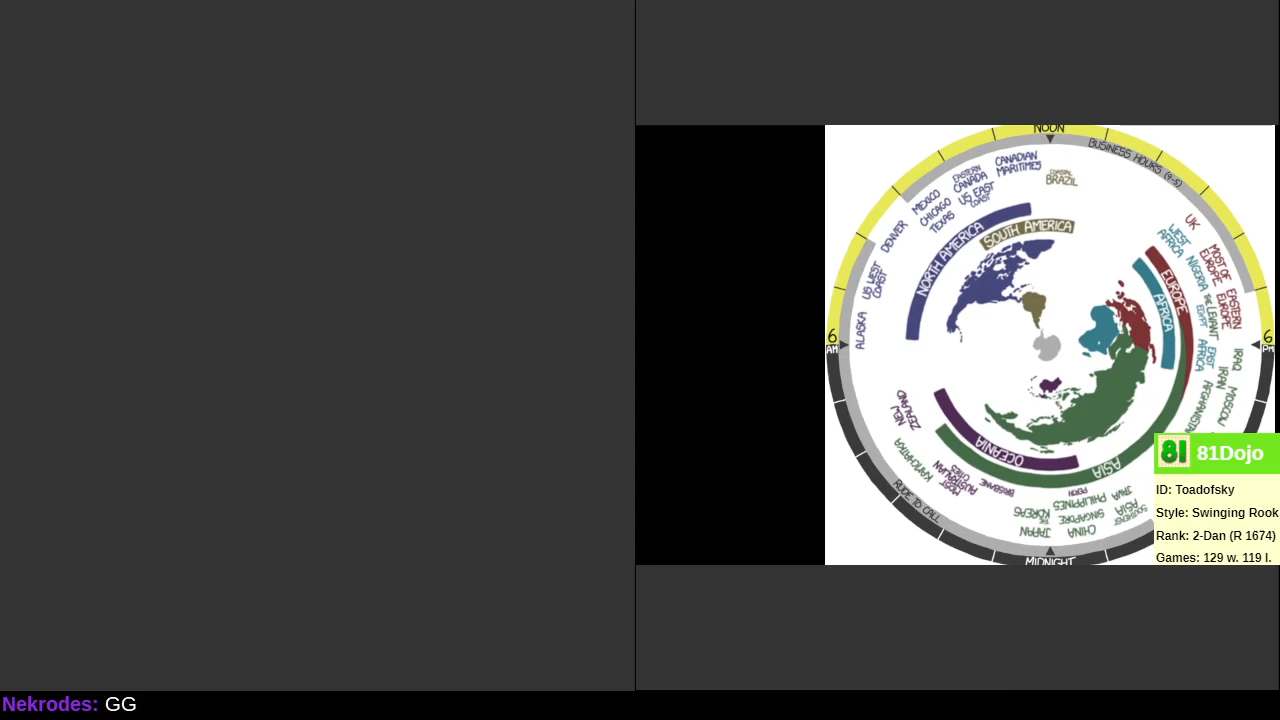 NOON
BUSINESS HOURS (9-5)
CANADIAN
MARITIMES
EASTERN
CANADA
US EAST
COAST
COASTAL
BRAZIL
MEXICO
CHICAGO
TEXAS
DENVER
US WEST
COAST
ALASKA
NORTH AMERICA
SOUTH AMERICA
UK
WEST
AFRICA
NIGERIA
MOST OF
EUROPE
EASTERN
EUROPE
THE LEVANT
EGYPT
EUROPE
AFRICA
6
AM
6
PM
EAST
AFRICA
IRAQ
IRAN
MOSCOW
NEW
ZEALAND
KAMCHATKA
MOST
AUSTRALIAN
CITIES
BRISBANE
OCEANIA
ASIA
PERTH
JAVA
PHILIPPINES
THE KOREAS
SINGAPORE
SOUTHEAST
ASIA
JAPAN
CHINA
RUDE TO CALL
MIDNIGHT
81 81Dojo
ID: Toadofsky
Style: Swinging Rook
Rank: 2-Dan (R 1674)
Games: 129 w. 119 l.
Nekrodes: GG